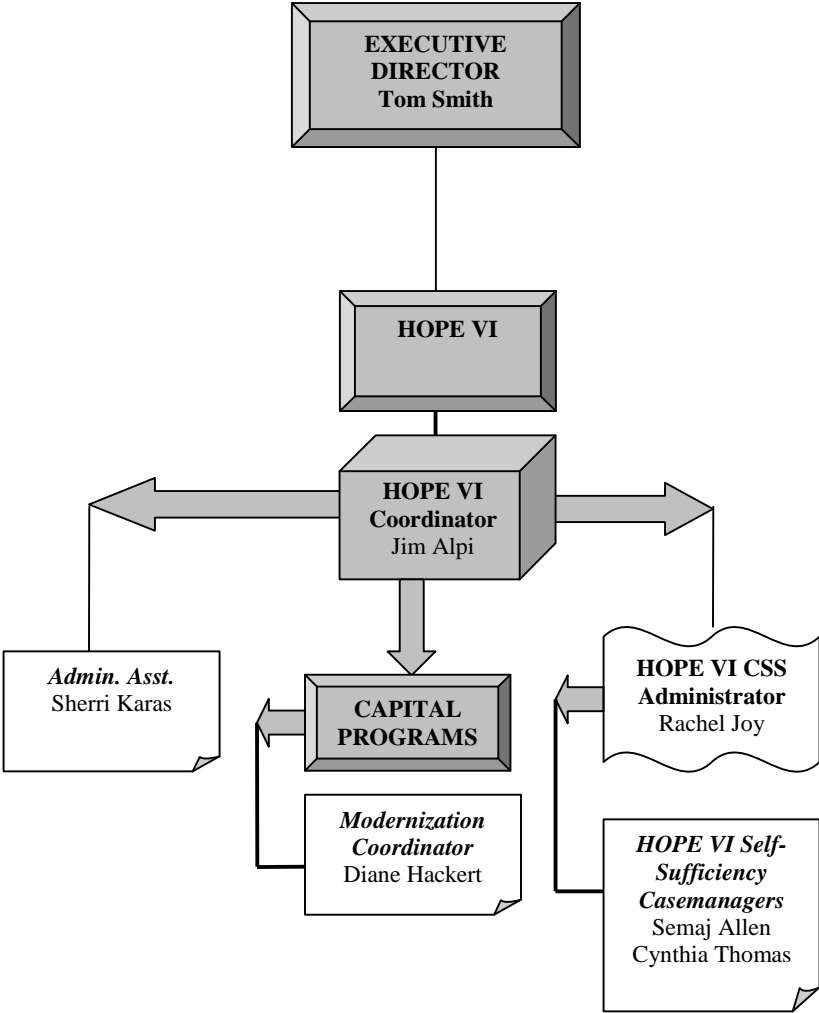 EXECUTIVE
DIRECTOR
Tom Smith
HOPE VI
HOPE VI
Coordinator
Jim Alpi
Admin. Asst.
Sherri Karas
CAPITAL
PROGRAMS
Modernization
Coordinator
Diane Hackert
HOPE VI CSS
Administrator
Rachel Joy
HOPE VI Self-
Sufficiency
Casemanagers
Semaj Allen
Cynthia Thomas